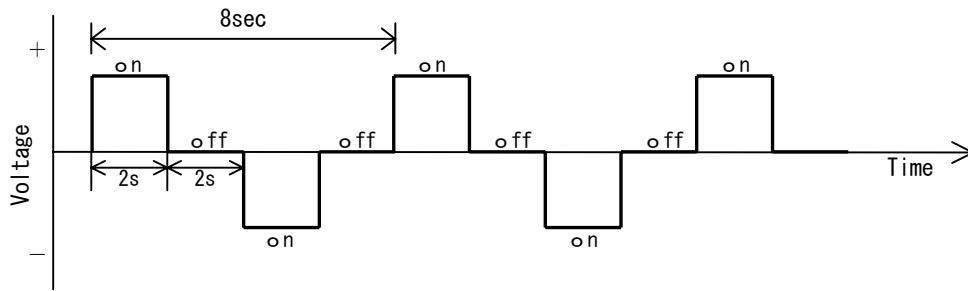 8sec
+
on on on
off off off off
Voltage
2s 2s
Time
on on
−